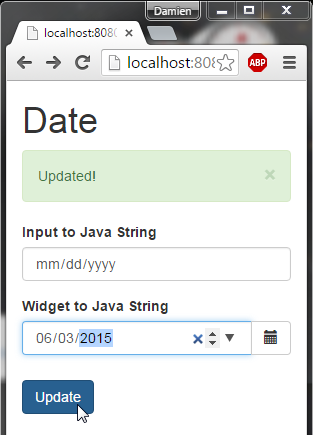 Damien
localhost:8080
localhost:808
ABP
Date
Updated!
Input to Java String
mm/dd/yyyy
Widget to Java String
06/03/2015
Update